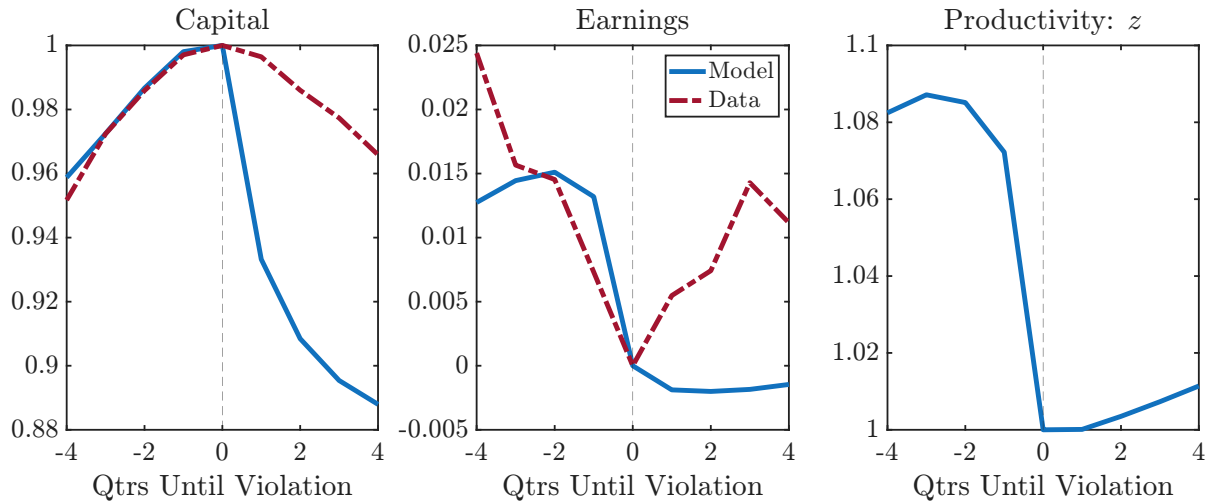 Capital
1
0.98
0.96
0.94
0.92
0.9
0.88
-4 -2 0 2 4
Qtrs Until Violation
Earnings
0.025
0.02
0.015
0.01
0.005
0
-0.005
Model
Data
-4 -2 0 2 4
Qtrs Until Violation
Productivity: z
1.1
1.08
1.06
1.04
1.02
1
-4 -2 0 2 4
Qtrs Until Violation